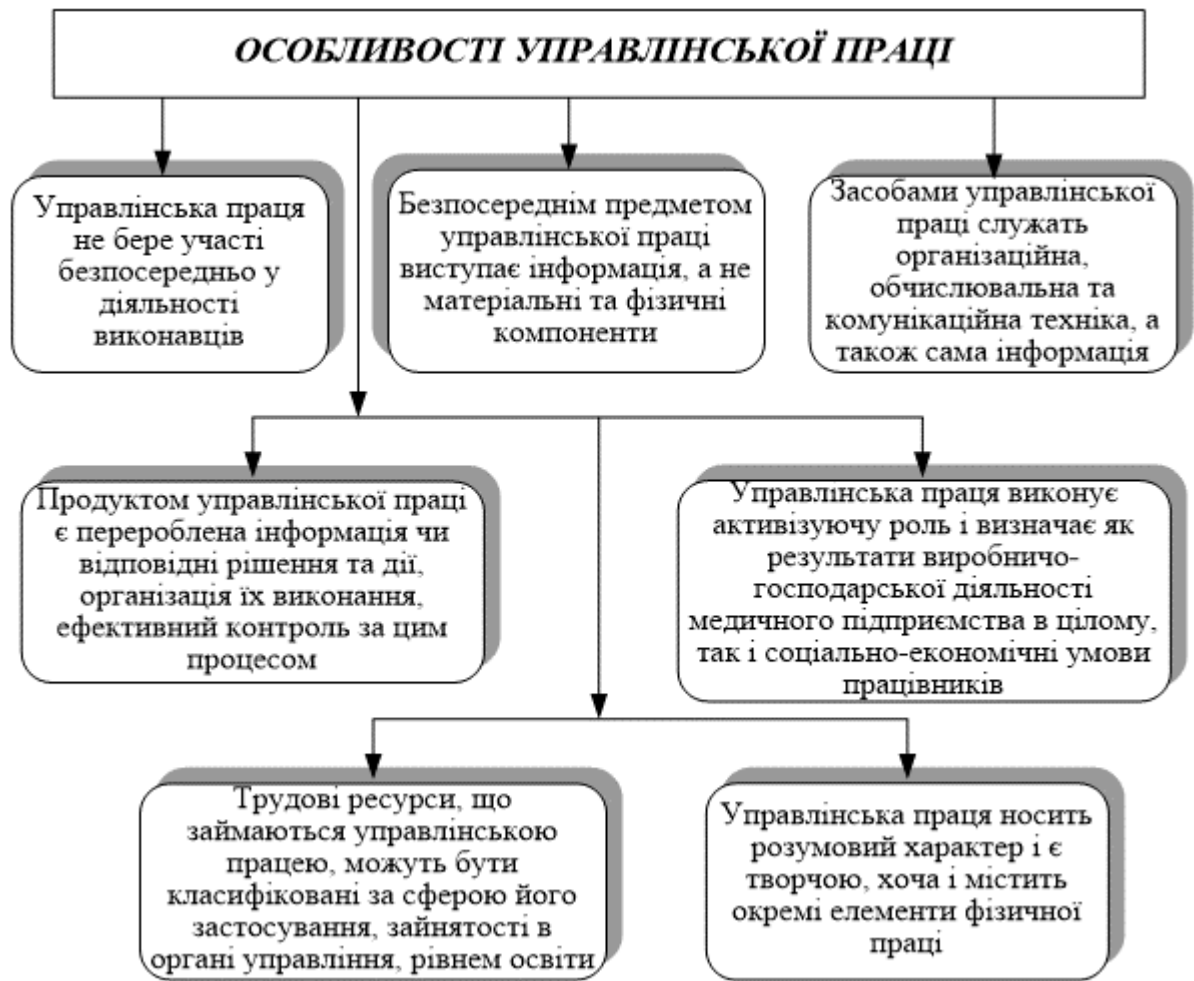 ОСОБЛИВОСТІ УПРАВЛІНСЬКОЇ ПРАЦІ
Управлінська праця
не бере участі
безпосередньо у
діяльності
виконавців
Безпосереднім предметом
управлінської праці
виступає інформація, а не
матеріальні та фізичні
компоненти
Засобами управлінської
праці служать
організаційна,
обчислювальна та
комунікаційна техніка, а
також сама інформація
Продуктом управлінської праці
є перероблена інформація чи
відповідні рішення та дії,
організація їх виконання,
ефективний контроль за цим
процесом
Управлінська праця виконує
активізуючу роль і визначає як
результати виробничо-
господарської діяльності
медичного підприємства в цілому,
так і соціально-економічні умови
працівників
Трудові ресурси, що
займаються управлінською
працею, можуть бути
класифіковані за сферою його
застосування, зайнятості в
органі управління, рівнем освіти
Управлінська праця носить
розумовий характер і є
творчою, хоча і містить
окремі елементи фізичної
праці